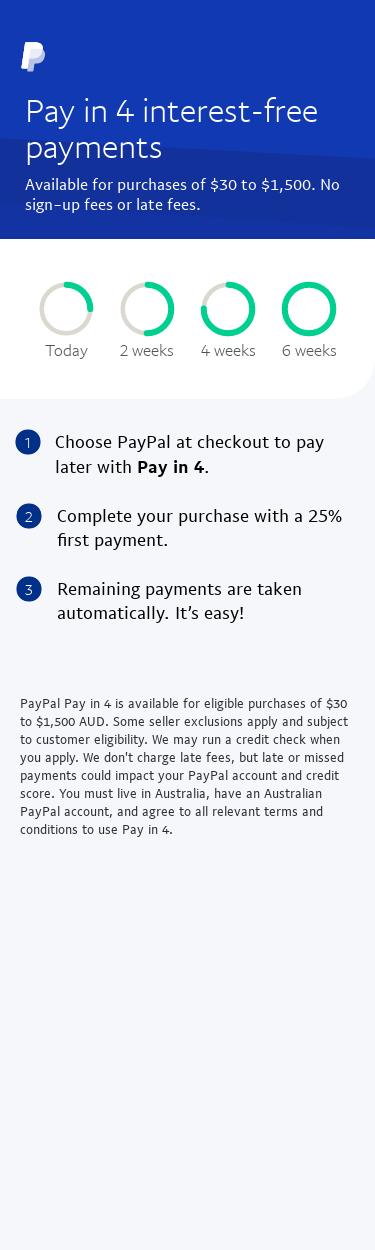 Pay in 4 interest-free
payments
Available for purchases of $30 to $1,500. No
sign-up fees or late fees.
Today 2 weeks 4 weeks 6 weeks
1 Choose PayPal at checkout to pay
later with Pay in 4.
2 Complete your purchase with a 25%
first payment.
3 Remaining payments are taken
automatically. It’s easy!
PayPal Pay in 4 is available for eligible purchases of $30
to $1,500 AUD. Some seller exclusions apply and subject
to customer eligibility. We may run a credit check when
you apply. We don't charge late fees, but late or missed
payments could impact your PayPal account and credit
score. You must live in Australia, have an Australian
PayPal account, and agree to all relevant terms and
conditions to use Pay in 4.